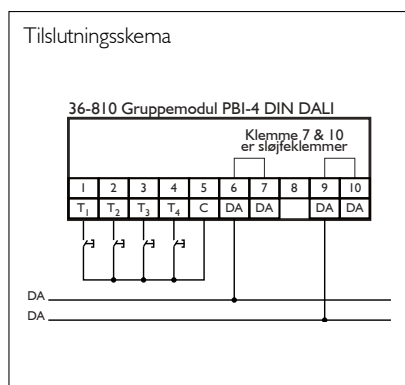 Tilslutningsskema
36-810 Gruppemodul PBI-4 DIN DALI
Klemme 7 & 10
er sløjfeklemmer
1 2 3 4 5 6 7 8 9 10
T1 T2 T3 T4 C DA DA DA DA
DA
DA